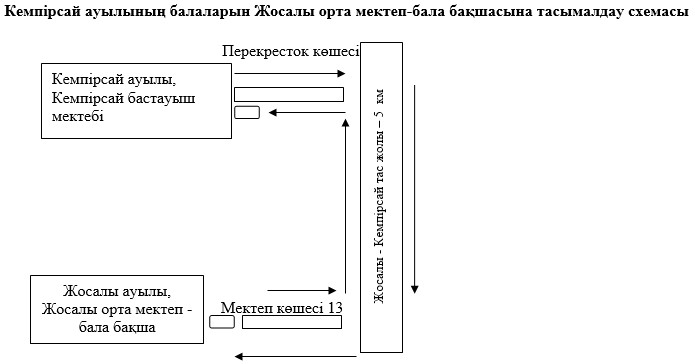 Кемпірсай ауылының балаларын Жосалы орта мектеп-бала бақшасына тасымалдау схемасы
Перекресток көшесі
Кемпірсай ауылы,
Кемпірсай бастауыш
мектебі
Жосалы - Кемпірсай тас жолы – 5 км
Жосалы ауылы,
Жосалы орта мектеп -
бала бақша
Мектеп көшесі 13